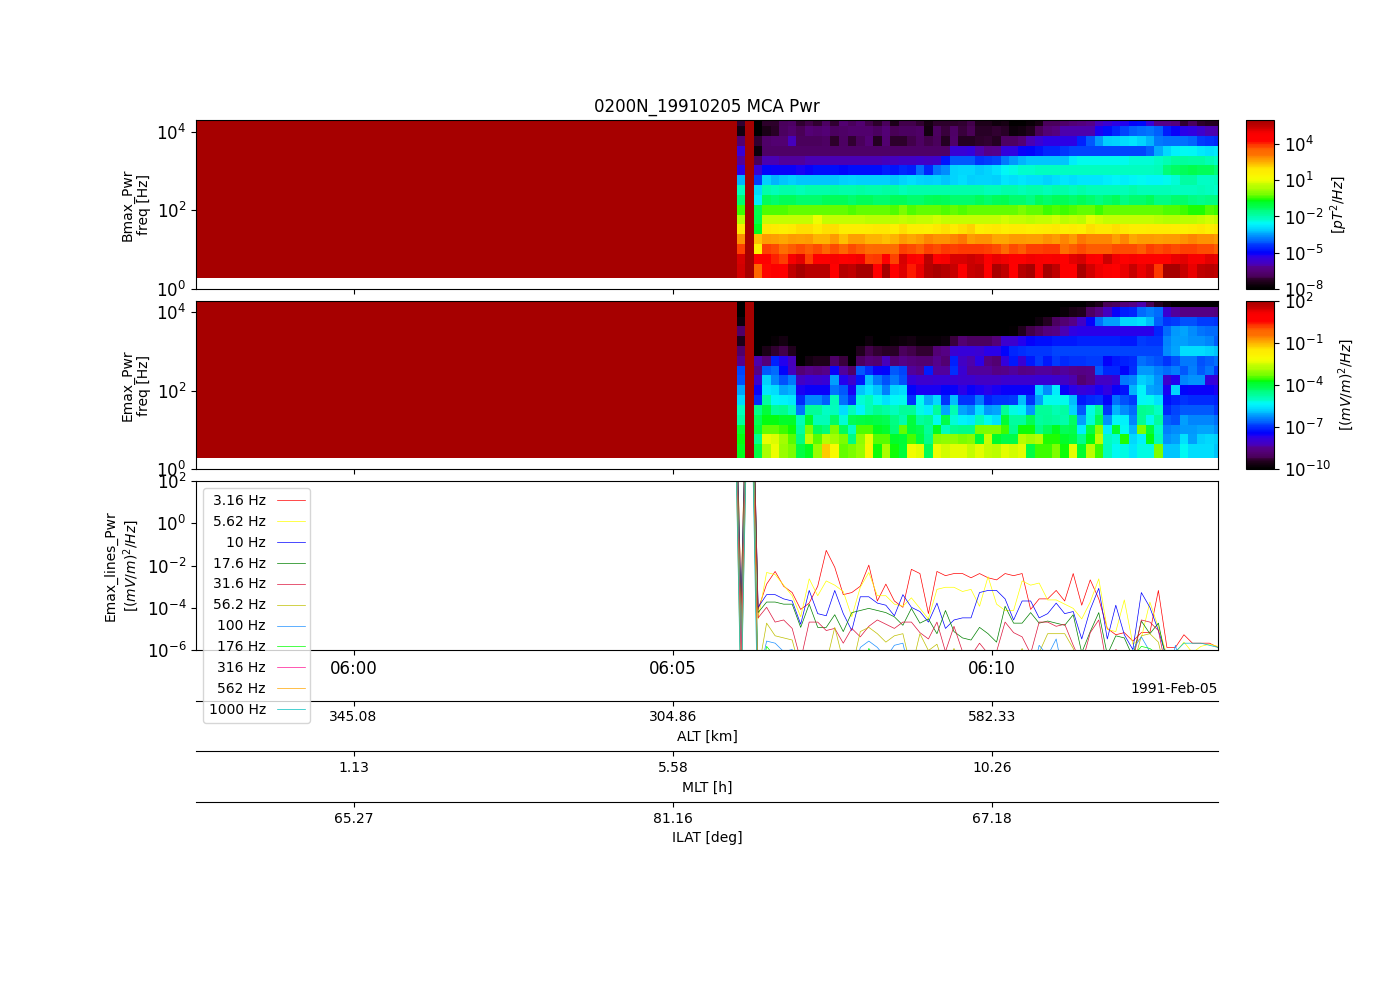 0200N_19910205 MCA Pwr
Bmax_Pwr
freq [Hz]
10^4
10^2
10^0
10^4
10^1
10^-2
10^-5
10^-8
[pT^2/Hz]
Emax_Pwr
freq [Hz]
10^4
10^2
10^0
10^2
10^-1
10^-4
10^-7
10^-10
[(mV/m)^2/Hz]
Emax_lines_Pwr
[(mV/m)^2/Hz]
10^2
10^0
10^-2
10^-4
10^-6
3.16 Hz
5.62 Hz
10 Hz
17.6 Hz
31.6 Hz
56.2 Hz
100 Hz
176 Hz
316 Hz
562 Hz
1000 Hz
06:00 06:05 06:10
1991-Feb-05
345.08 304.86 582.33
ALT [km]
1.13 5.58 10.26
MLT [h]
65.27 81.16 67.18
ILAT [deg]